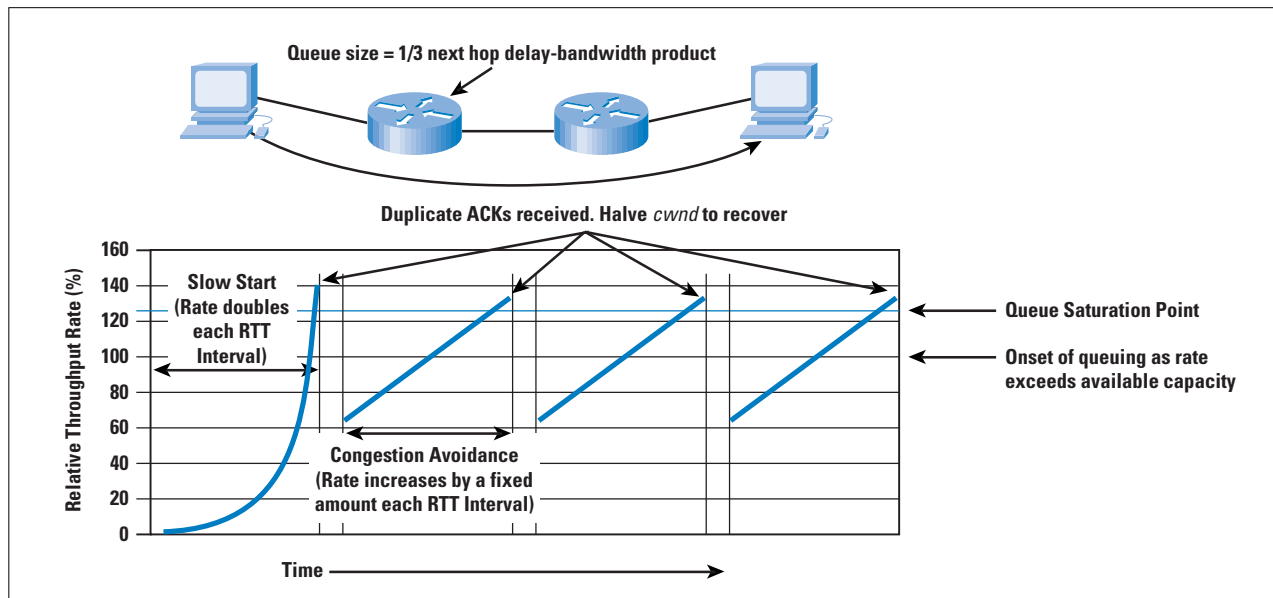 Queue size = 1/3 next hop delay-bandwidth product
Duplicate ACKs received. Halve cwnd to recover
Relative Throughput Rate (%)
160
140
120
100
80
60
40
20
0
Slow Start
(Rate doubles
each RTT
Interval)
Congestion Avoidance
(Rate increases by a fixed
amount each RTT Interval)
Queue Saturation Point
Onset of queuing as rate
exceeds available capacity
Time